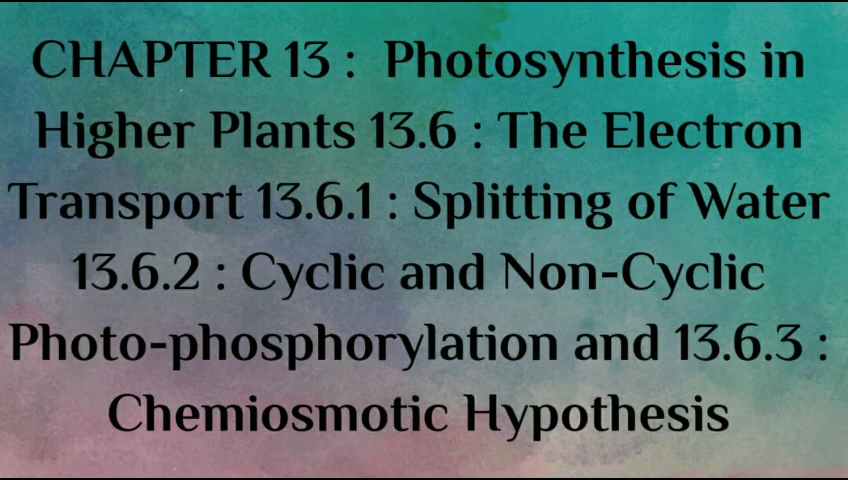 CHAPTER 13 : Photosynthesis in
Higher Plants 13.6 : The Electron
Transport 13.6.1 : Splitting of Water
13.6.2 : Cyclic and Non-Cyclic
Photo-phosphorylation and 13.6.3 :
Chemiosmotic Hypothesis